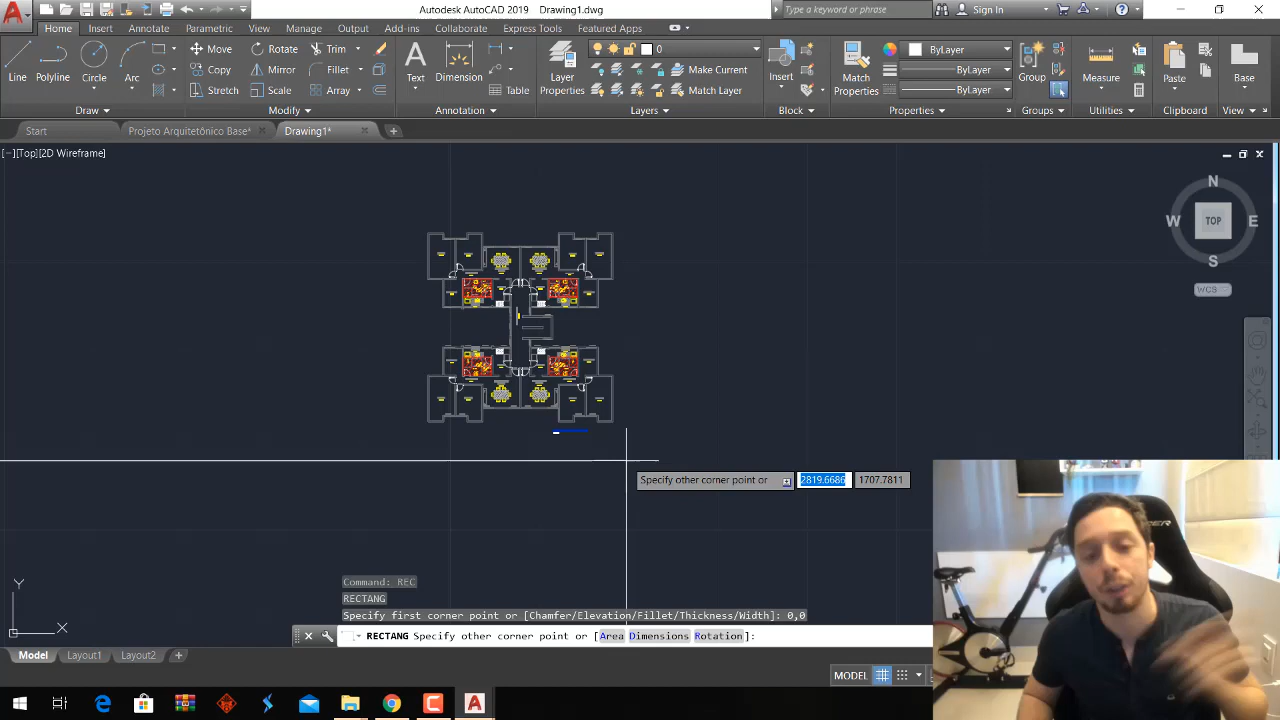 Autodesk AutoCAD 2019 Drawing1.dwg
Type a keyword or phrase
Sign In
Home Insert Annotate Parametric View Manage Output Add-ins Collaborate Express Tools Featured Apps
Line Polyline Circle Arc
Move Rotate Trim
Copy Mirror Fillet
Stretch Scale Array
Text Dimension Table
Layer Properties
0
Make Current
Match Layer
Insert
Match Properties
ByLayer
ByLayer
ByLayer
Group
Measure
Paste
Base
Draw Modify Annotation Layers Block Properties Groups Utilities Clipboard View
Start Projeto Arquitetônico Base* Drawing1*
[−][Top][2D Wireframe]
N
W TOP E
S
WCS
Specify other corner point or 2819.6686 1707.7811
Y
X
Command: REC
RECTANG
Specify first corner point or [Chamfer/Elevation/Fillet/Thickness/Width]: 0,0
RECTANG Specify other corner point or [Area Dimensions Rotation]:
Model Layout1 Layout2
MODEL